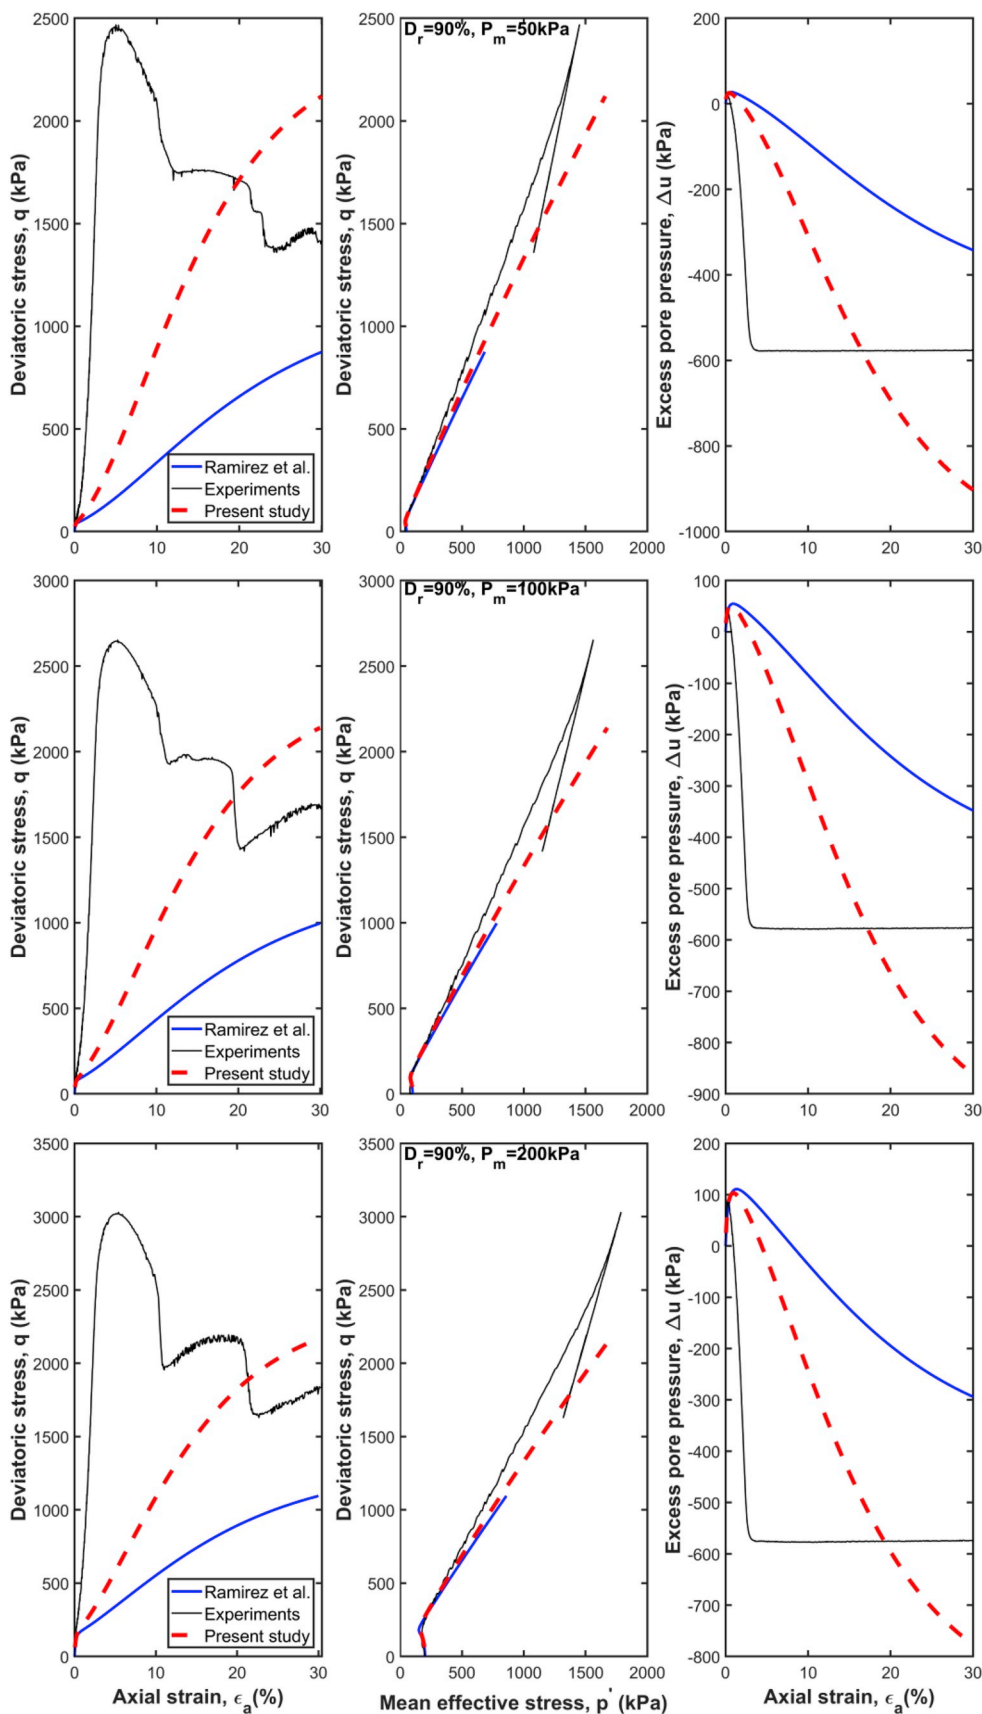 2500
2000
1500
1000
500
0
0 10 20 30
Deviatoric stress, q (kPa)
Ramirez et al.
Experiments
Present study
D_r=90%, P_m=50kPa
2500
2000
1500
1000
500
0
0 500 1000 1500 2000
Deviatoric stress, q (kPa)
200
0
-200
-400
-600
-800
-1000
0 10 20 30
Excess pore pressure, Δu (kPa)
3000
2500
2000
1500
1000
500
0
0 10 20 30
Deviatoric stress, q (kPa)
Ramirez et al.
Experiments
Present study
D_r=90%, P_m=100kPa
3000
2500
2000
1500
1000
500
0
0 500 1000 1500 2000
Deviatoric stress, q (kPa)
100
0
-100
-200
-300
-400
-500
-600
-700
-800
-900
0 10 20 30
Excess pore pressure, Δu (kPa)
3500
3000
2500
2000
1500
1000
500
0
0 10 20 30
Deviatoric stress, q (kPa)
Axial strain, ϵ_a(%)
Ramirez et al.
Experiments
Present study
D_r=90%, P_m=200kPa
3500
3000
2500
2000
1500
1000
500
0
0 500 1000 1500 2000
Deviatoric stress, q (kPa)
Mean effective stress, p' (kPa)
200
100
0
-100
-200
-300
-400
-500
-600
-700
-800
0 10 20 30
Excess pore pressure, Δu (kPa)
Axial strain, ϵ_a(%)